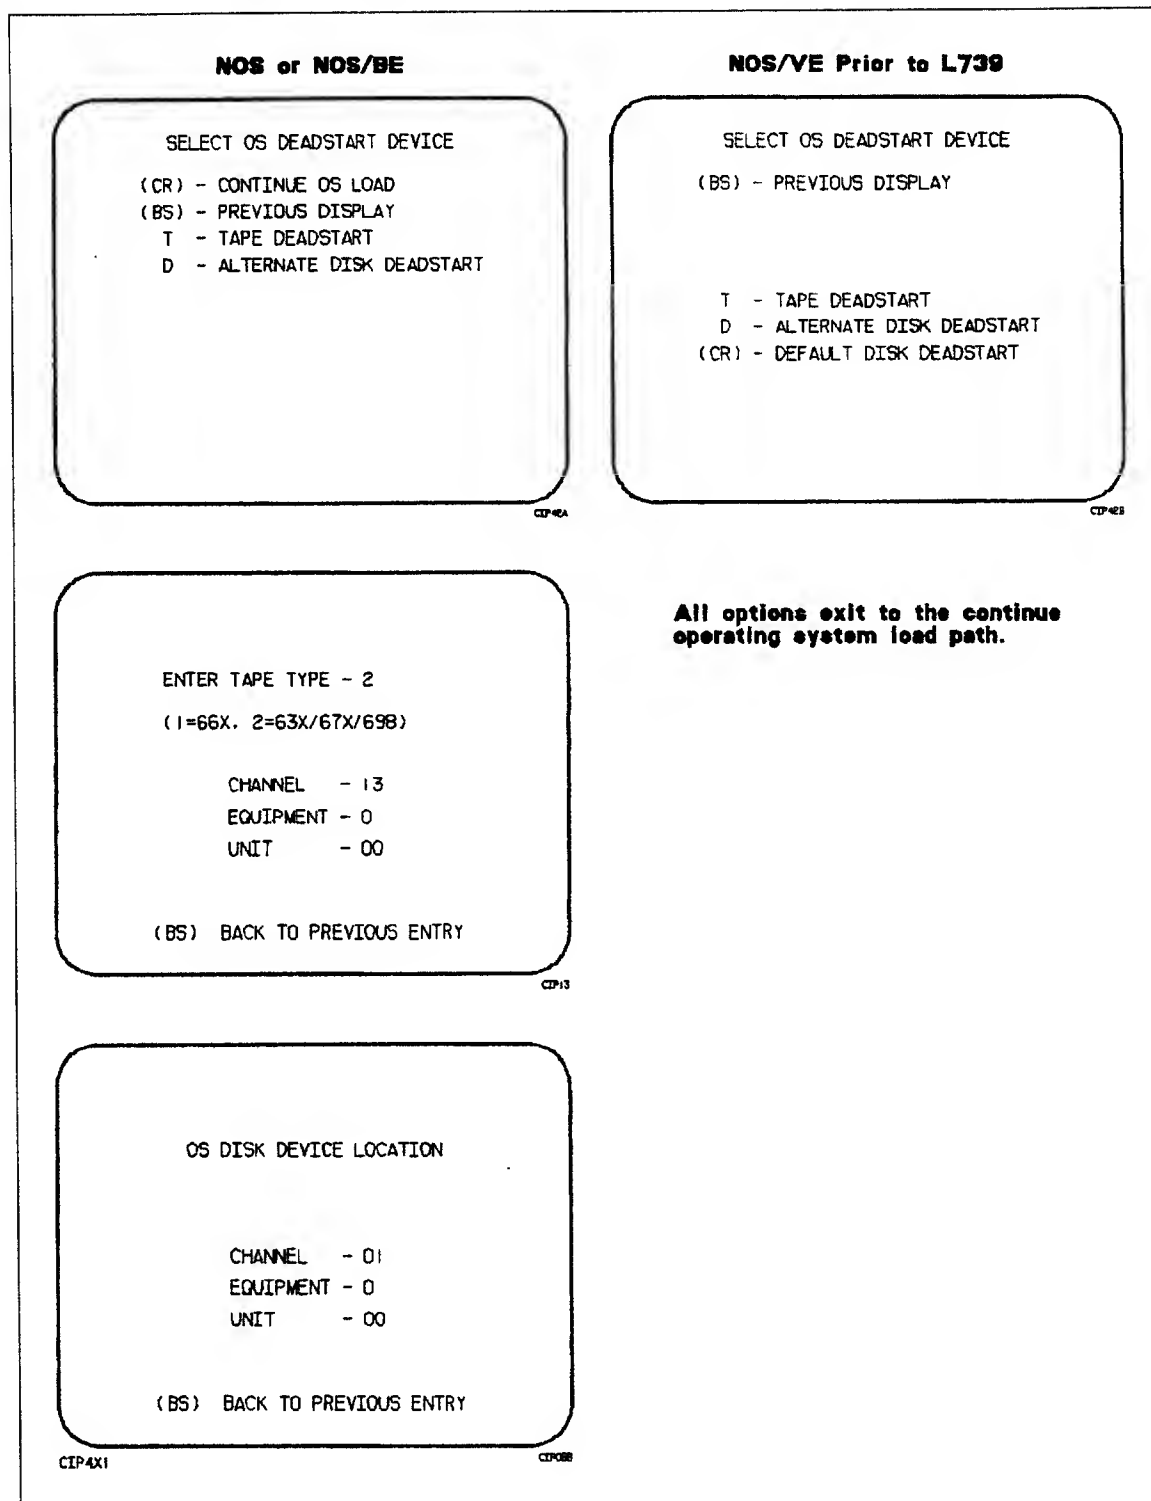 NOS or NOS/BE
SELECT OS DEADSTART DEVICE
(CR) - CONTINUE OS LOAD
(BS) - PREVIOUS DISPLAY
T - TAPE DEADSTART
D - ALTERNATE DISK DEADSTART
CIP42A
NOS/VE Prior to L739
SELECT OS DEADSTART DEVICE
(BS) - PREVIOUS DISPLAY
T - TAPE DEADSTART
D - ALTERNATE DISK DEADSTART
(CR) - DEFAULT DISK DEADSTART
CIP42B
ENTER TAPE TYPE - 2
(1=66X, 2=63X/67X/698)
CHANNEL - 13
EQUIPMENT - 0
UNIT - 00
(BS) BACK TO PREVIOUS ENTRY
CIP13
All options exit to the continue
operating system load path.
OS DISK DEVICE LOCATION
CHANNEL - 01
EQUIPMENT - 0
UNIT - 00
(BS) BACK TO PREVIOUS ENTRY
CIP4X1